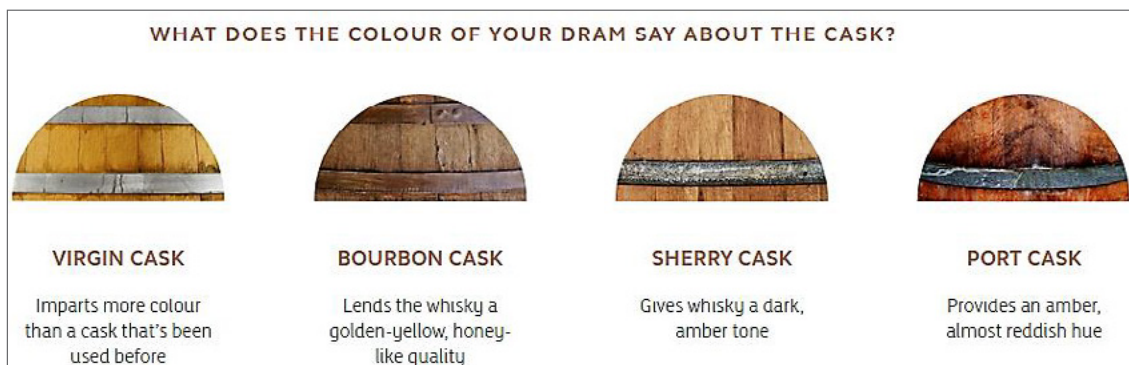 WHAT DOES THE COLOUR OF YOUR DRAM SAY ABOUT THE CASK?
VIRGIN CASK
Imparts more colour
than a cask that's been
used before
BOURBON CASK
Lends the whisky a
golden-yellow, honey-
like quality
SHERRY CASK
Gives whisky a dark,
amber tone
PORT CASK
Provides an amber,
almost reddish hue